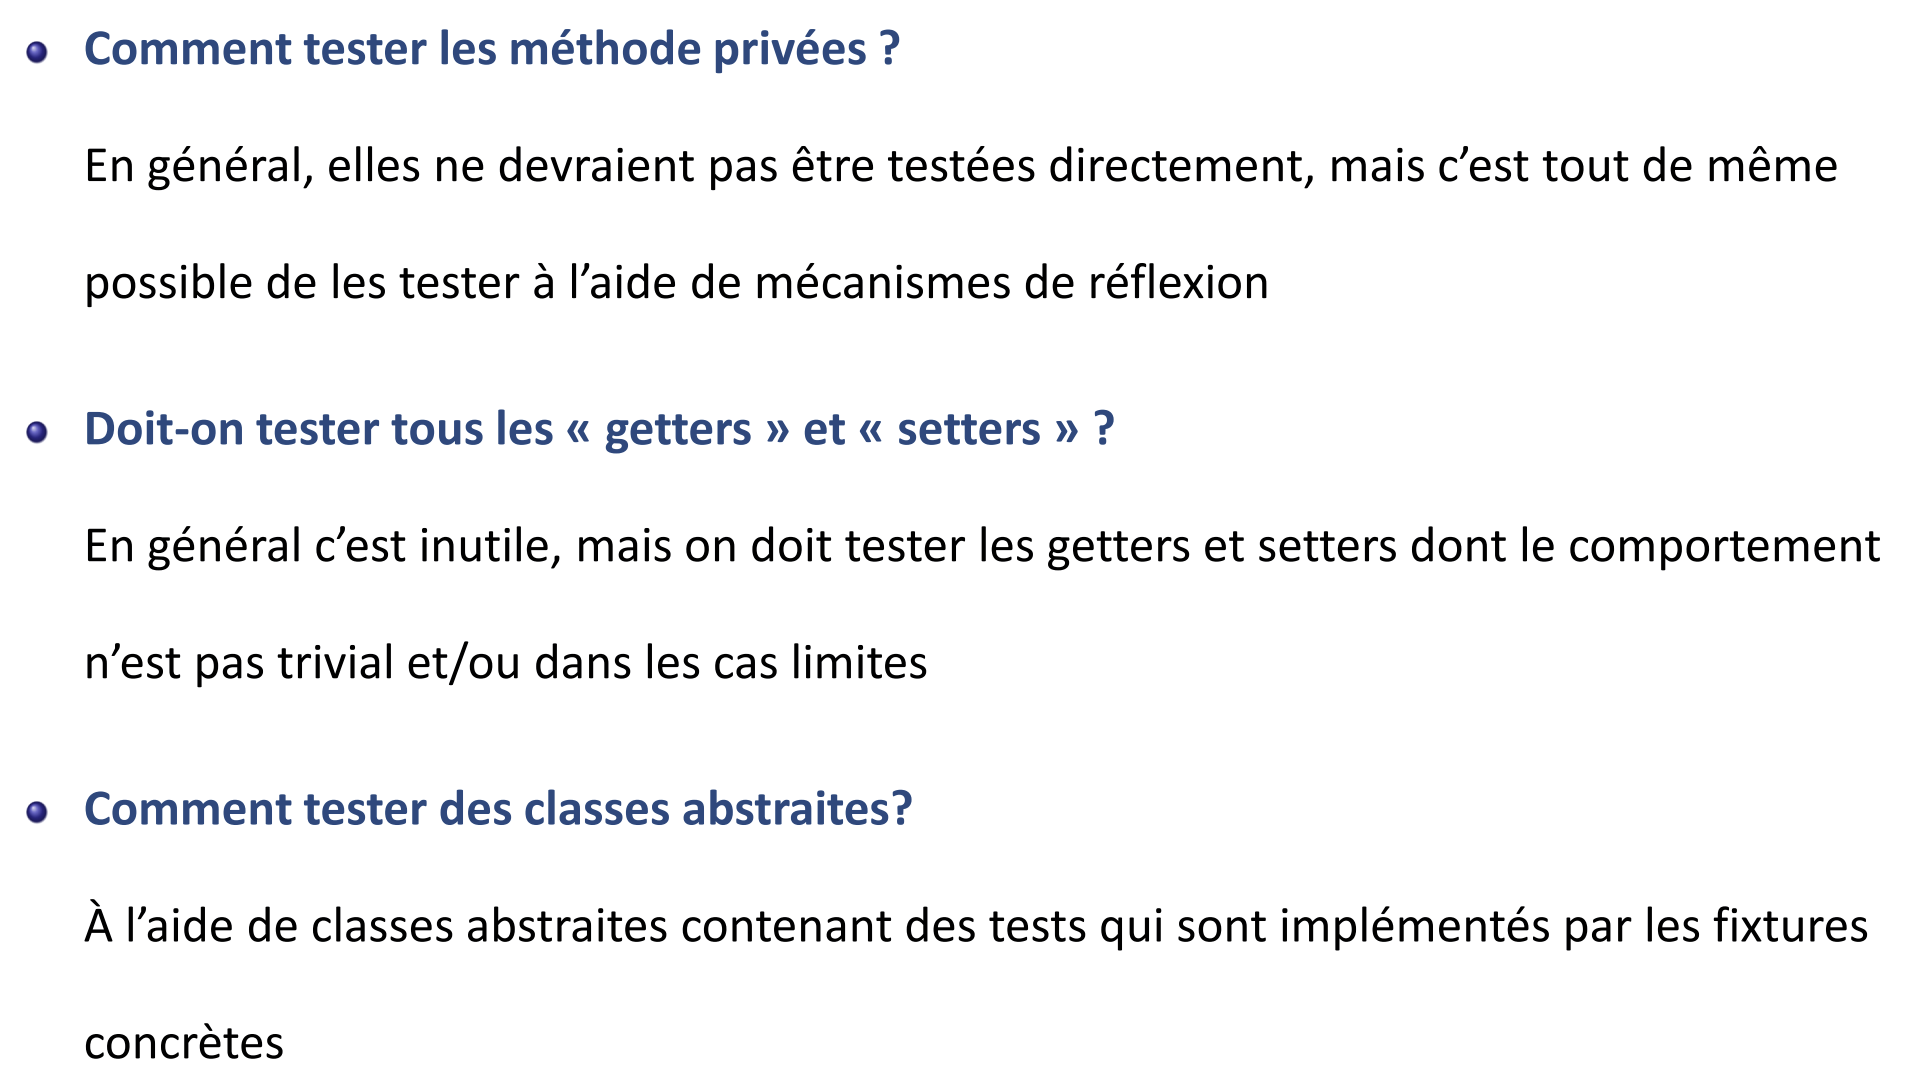 Comment tester les méthode privées ?
En général, elles ne devraient pas être testées directement, mais c’est tout de même
possible de les tester à l’aide de mécanismes de réflexion
Doit-on tester tous les « getters » et « setters » ?
En général c’est inutile, mais on doit tester les getters et setters dont le comportement
n’est pas trivial et/ou dans les cas limites
Comment tester des classes abstraites?
À l’aide de classes abstraites contenant des tests qui sont implémentés par les fixtures
concrètes